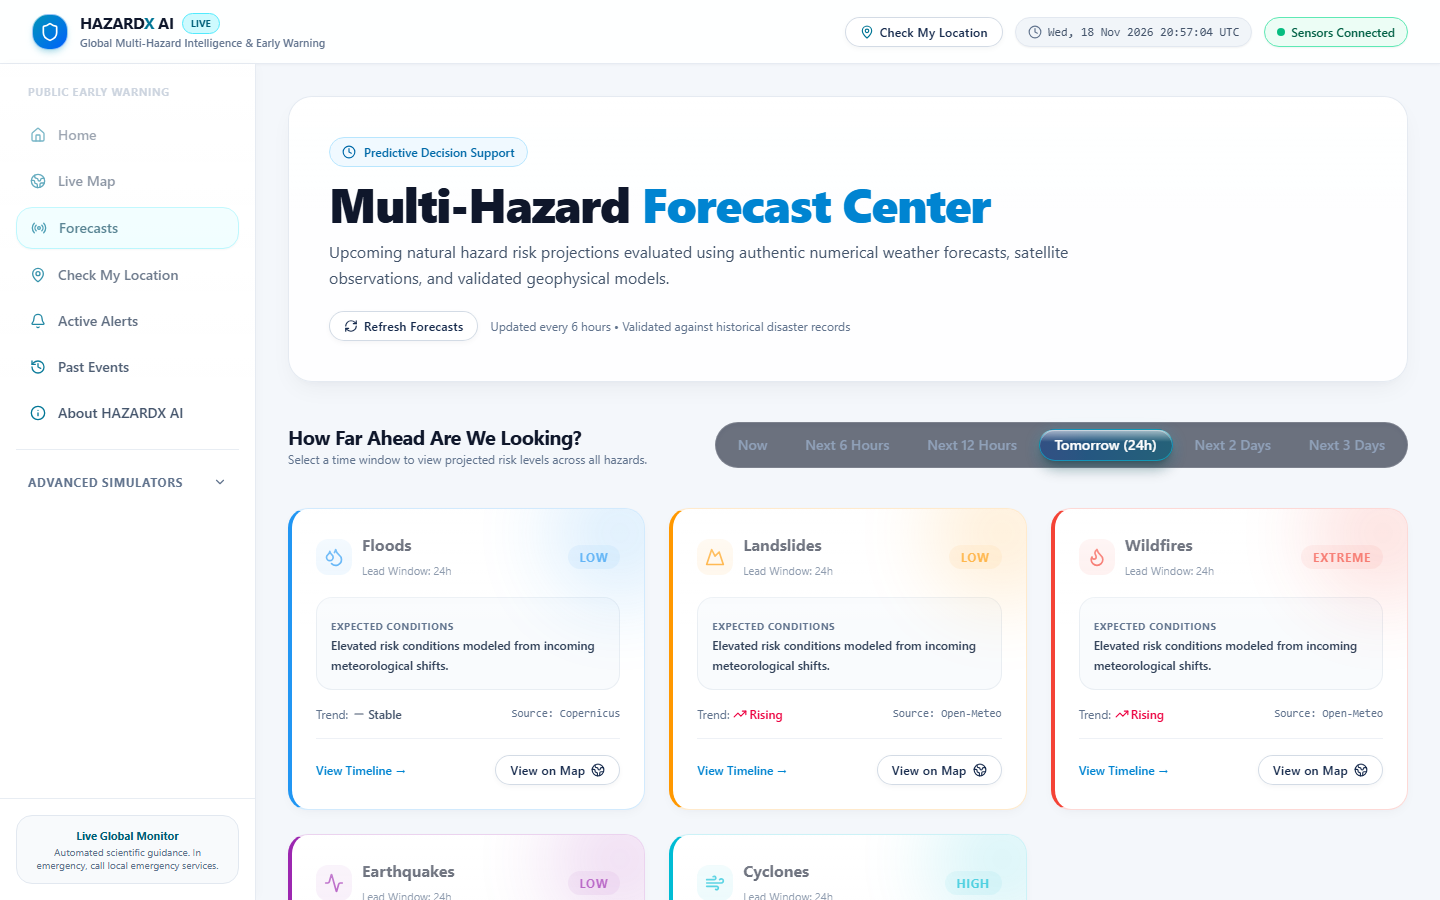 HAZARDX AI LIVE
Global Multi-Hazard Intelligence & Early Warning
Check My Location
Wed, 18 Nov 2026 20:57:04 UTC
Sensors Connected
PUBLIC EARLY WARNING
Home
Live Map
Forecasts
Check My Location
Active Alerts
Past Events
About HAZARDX AI
ADVANCED SIMULATORS
Live Global Monitor
Automated scientific guidance. In
emergency, call local emergency services.
Predictive Decision Support
Multi-Hazard Forecast Center
Upcoming natural hazard risk projections evaluated using authentic numerical weather forecasts, satellite
observations, and validated geophysical models.
Refresh Forecasts
Updated every 6 hours • Validated against historical disaster records
How Far Ahead Are We Looking?
Select a time window to view projected risk levels across all hazards.
Now
Next 6 Hours
Next 12 Hours
Tomorrow (24h)
Next 2 Days
Next 3 Days
Floods
Lead Window: 24h
LOW
EXPECTED CONDITIONS
Elevated risk conditions modeled from incoming
meteorological shifts.
Trend: — Stable
Source: Copernicus
View Timeline →
View on Map
Landslides
Lead Window: 24h
LOW
EXPECTED CONDITIONS
Elevated risk conditions modeled from incoming
meteorological shifts.
Trend: Rising
Source: Open-Meteo
View Timeline →
View on Map
Wildfires
Lead Window: 24h
EXTREME
EXPECTED CONDITIONS
Elevated risk conditions modeled from incoming
meteorological shifts.
Trend: Rising
Source: Open-Meteo
View Timeline →
View on Map
Earthquakes
Lead Window: 24h
LOW
Cyclones
Lead Window: 24h
HIGH